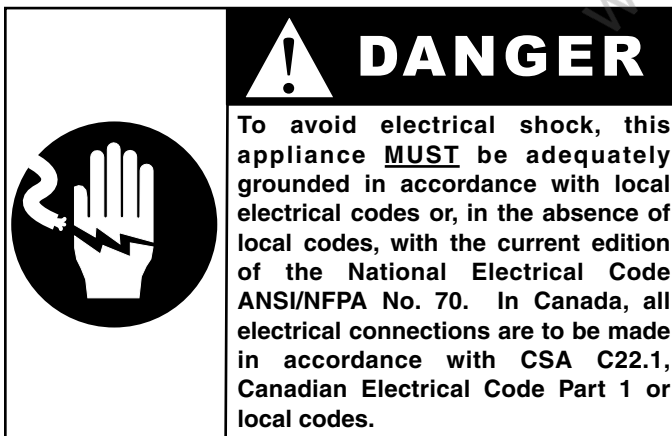 DANGER
To avoid electrical shock, this
appliance MUST be adequately
grounded in accordance with local
electrical codes or, in the absence of
local codes, with the current edition
of the National Electrical Code
ANSI/NFPA No. 70. In Canada, all
electrical connections are to be made
in accordance with CSA C22.1,
Canadian Electrical Code Part 1 or
local codes.